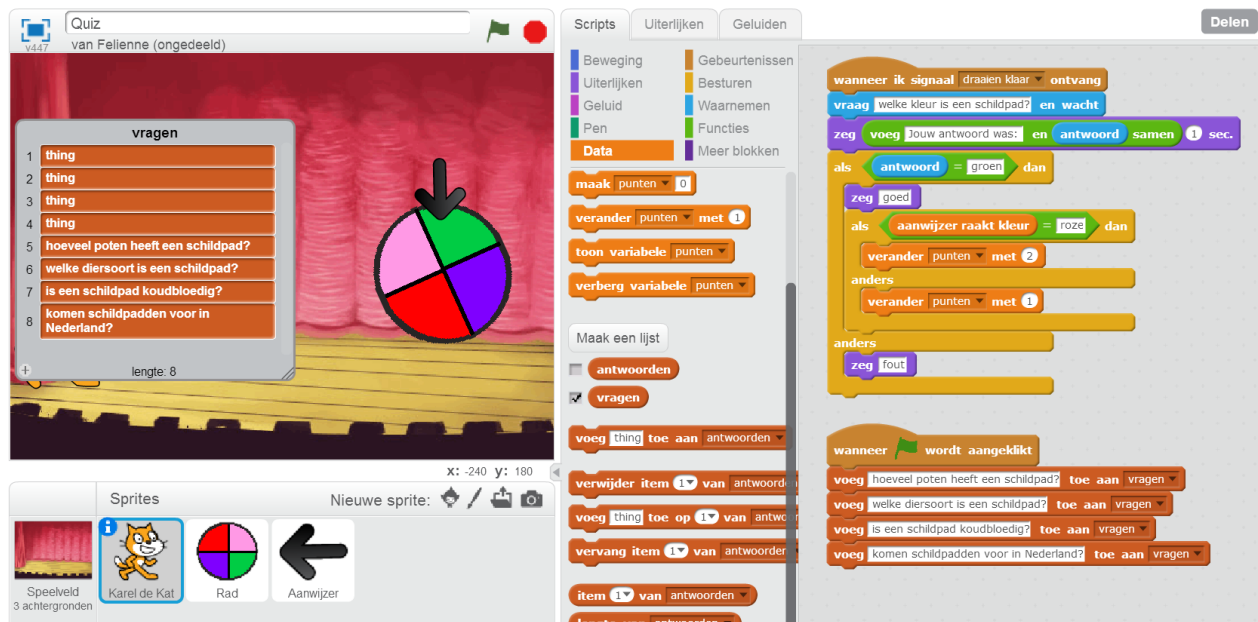 Quiz
v447
van Felienne (ongedeeld)
vragen
1 thing
2 thing
3 thing
4 thing
5 hoeveel poten heeft een schildpad?
6 welke diersoort is een schildpad?
7 is een schildpad koudbloedig?
8 komen schildpadden voor in
Nederland?
+ lengte: 8
x: -240 y: 180
Sprites
Nieuwe sprite:
Speelveld
3 achtergronden
Karel de Kat
Rad
Aanwijzer
Scripts
Uiterlijken
Geluiden
Delen
Beweging
Gebeurtenissen
Uiterlijken
Besturen
Geluid
Waarnemen
Pen
Functies
Data
Meer blokken
maak punten 0
verander punten met 1
toon variabele punten
verberg variabele punten
Maak een lijst
antwoorden
vragen
voeg thing toe aan antwoorden
verwijder item 1 van
voeg thing toe op 1 van
vervang item 1 van antwoorden
item 1 van antwoorden
wanneer ik signaal draaien klaar ontvang
vraag welke kleur is een schildpad? en wacht
zeg voeg Jouw antwoord was: en antwoord samen 1 sec.
als antwoord = groen dan
zeg goed
als aanwijzer raakt kleur = roze dan
verander punten met 2
anders
verander punten met 1
anders
zeg fout
wanneer wordt aangeklikt
voeg hoeveel poten heeft een schildpad? toe aan vragen
voeg welke diersoort is een schildpad? toe aan vragen
voeg is een schildpad koudbloedig? toe aan vragen
voeg komen schildpadden voor in Nederland? toe aan vragen